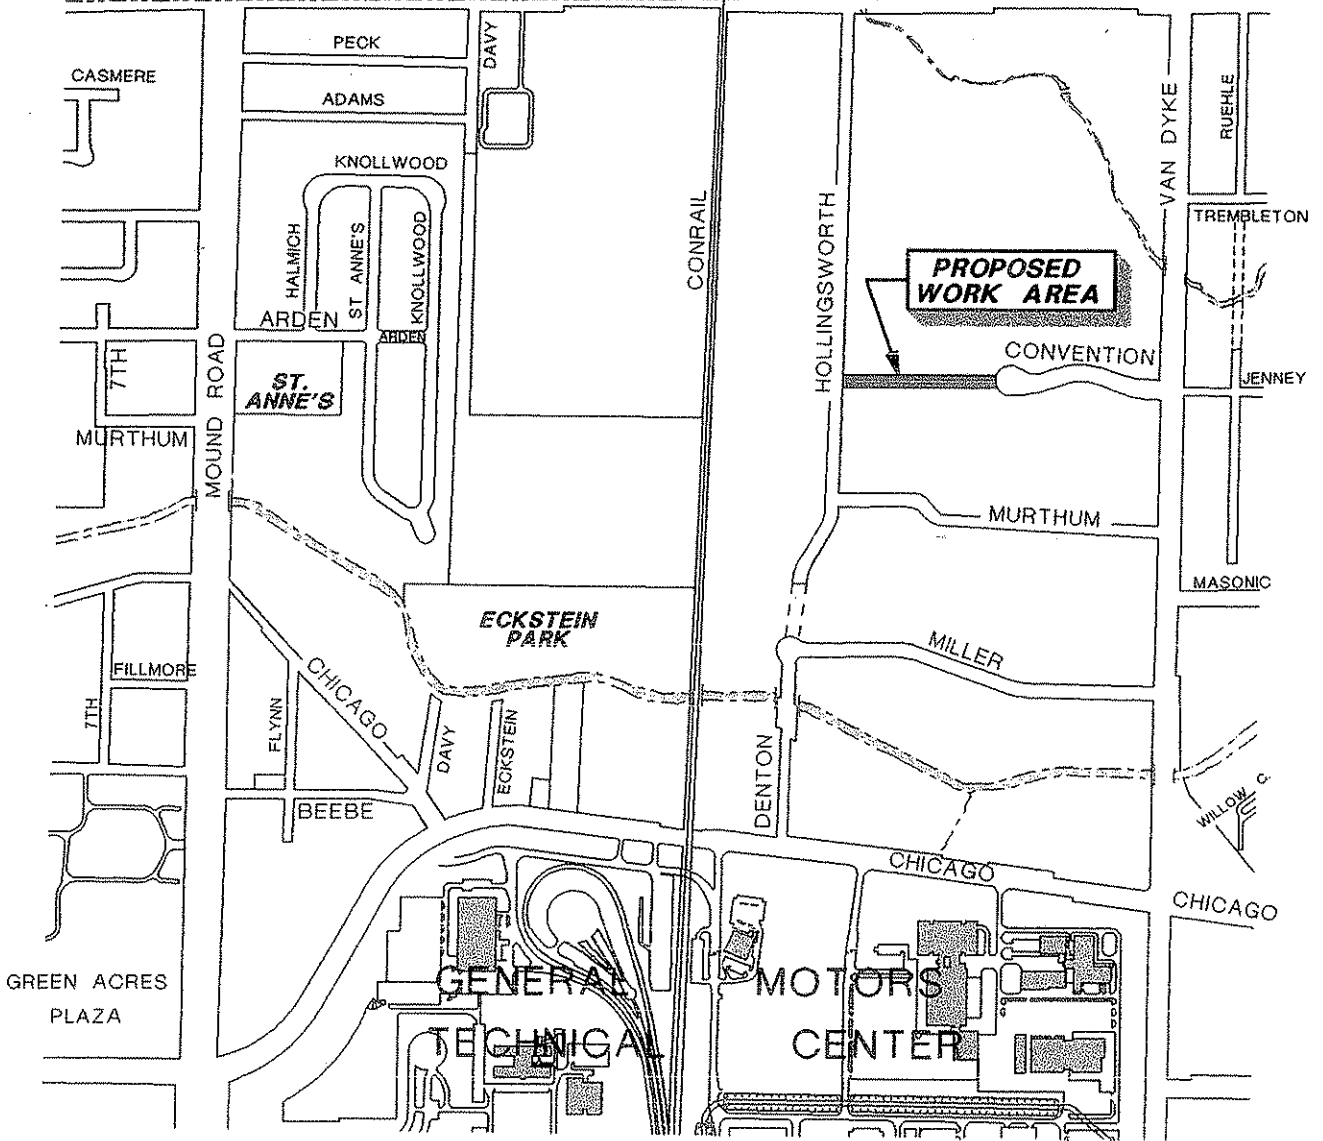 PECK
DAVY
CASMERE
ADAMS
RUEHLE
VAN DYKE
KNOLLWOOD
CONRAIL
HOLLINGSWORTH
TREMBLETON
HALMICH
ST ANNE'S
KNOLLWOOD
PROPOSED
WORK AREA
ARDEN
ARDEN
CONVENTION
7TH
MOUND ROAD
ST.
ANNE'S
JENNEY
MURTHUM
MURTHUM
MASONIC
ECKSTEIN
PARK
MILLER
FILLMORE
CHICAGO
7TH
FLYNN
DAVY
ECKSTEIN
DENTON
WILLOW C
BEEBE
CHICAGO
CHICAGO
GREEN ACRES
PLAZA
GENERAL MOTORS
TECHNICAL CENTER